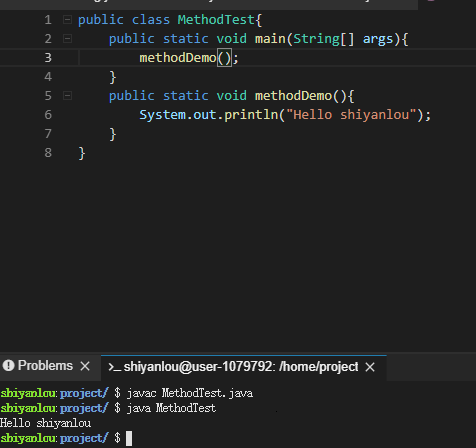 1 public class MethodTest{
2 public static void main(String[] args){
3 methodDemo();
4 }
5 public static void methodDemo(){
6 System.out.println("Hello shiyanlou");
7 }
8 }
Problems × >_ shiyanlou@user-1079792: /home/project ×
shiyanlou:project/ $ javac MethodTest.java
shiyanlou:project/ $ java MethodTest
Hello shiyanlou
shiyanlou:project/ $